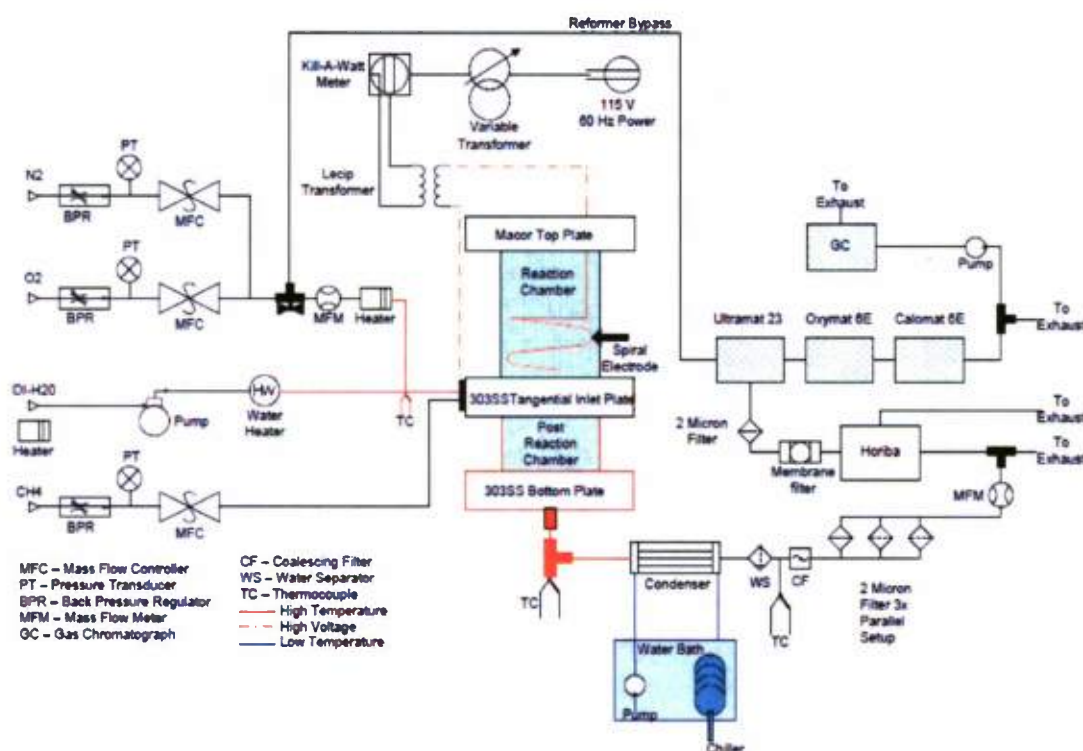 Reformer Bypass
Kill-A-Watt
Meter
Variable
Transformer
115 V
60 Hz Power
Lecip
Transformer
PT
N2
BPR
MFC
PT
O2
BPR
MFC
MFM
Heater
DI-H20
Heater
Pump
HW
Water
Heater
TC
PT
CH4
BPR
MFC
Macor Top Plate
Reaction
Chamber
Spiral
Electrode
303SSTangential Inlet Plate
Post
Reaction
Chamber
303SS Bottom Plate
To
Exhaust
GC
Pump
Ultramat 23
Oxymat 6E
Calomat 6E
To
Exhaust
2 Micron
Filter
Membrane
filter
Horiba
To
Exhaust
To
Exhaust
MFM
TC
Condenser
WS
CF
TC
2 Micron
Filter 3x
Parallel
Setup
Water Bath
Pump
Chiller
MFC – Mass Flow Controller
PT – Pressure Transducer
BPR – Back Pressure Regulator
MFM – Mass Flow Meter
GC – Gas Chromatograph
CF – Coalescing Filter
WS – Water Separator
TC – Thermocouple
High Temperature
High Voltage
Low Temperature